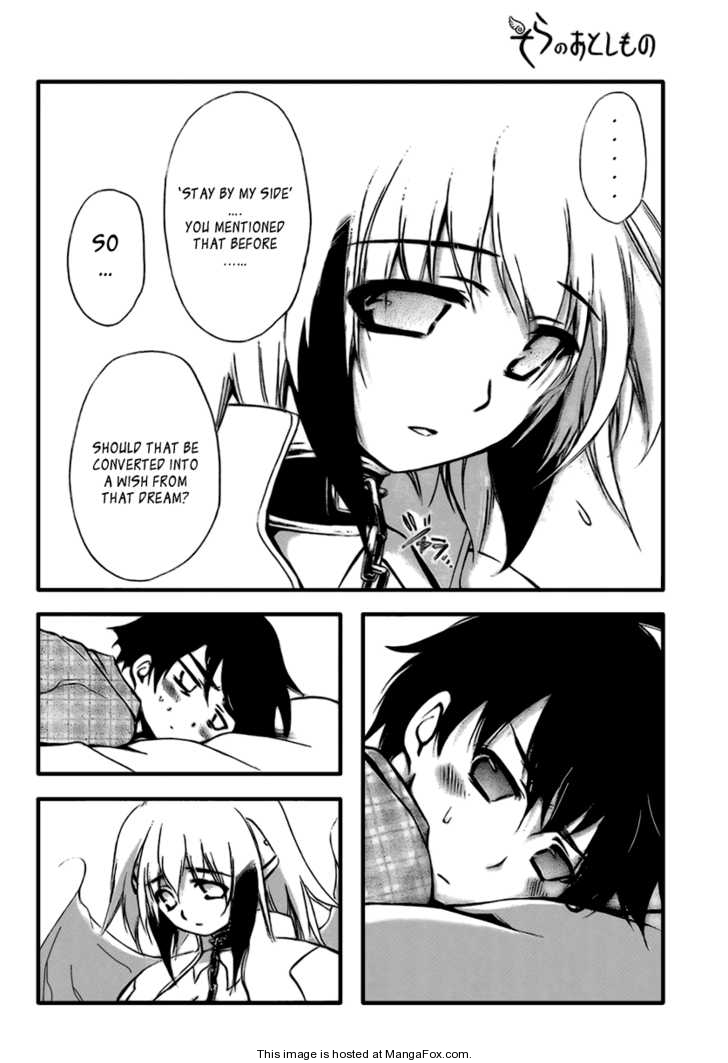 そらのおとしもの
......
'STAY BY MY SIDE'
....
YOU MENTIONED
THAT BEFORE
......
SO
...
SHOULD THAT BE
CONVERTED INTO
A WISH FROM
THAT DREAM?
This image is hosted at MangaFox.com.